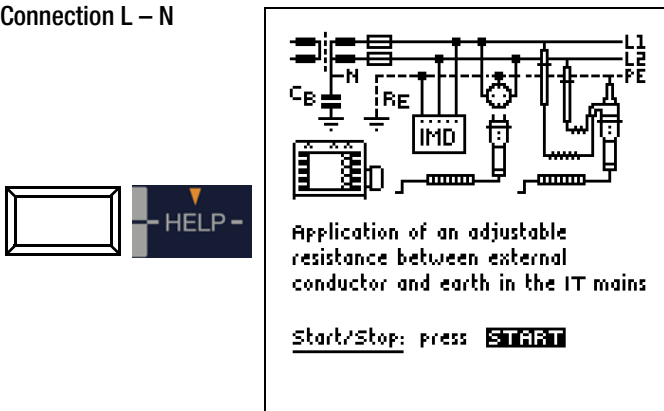 Connection L – N
L1
L2
N
PE
CB
RE
IMD
HELP
Application of an adjustable
resistance between external
conductor and earth in the IT mains
Start/Stop: press START